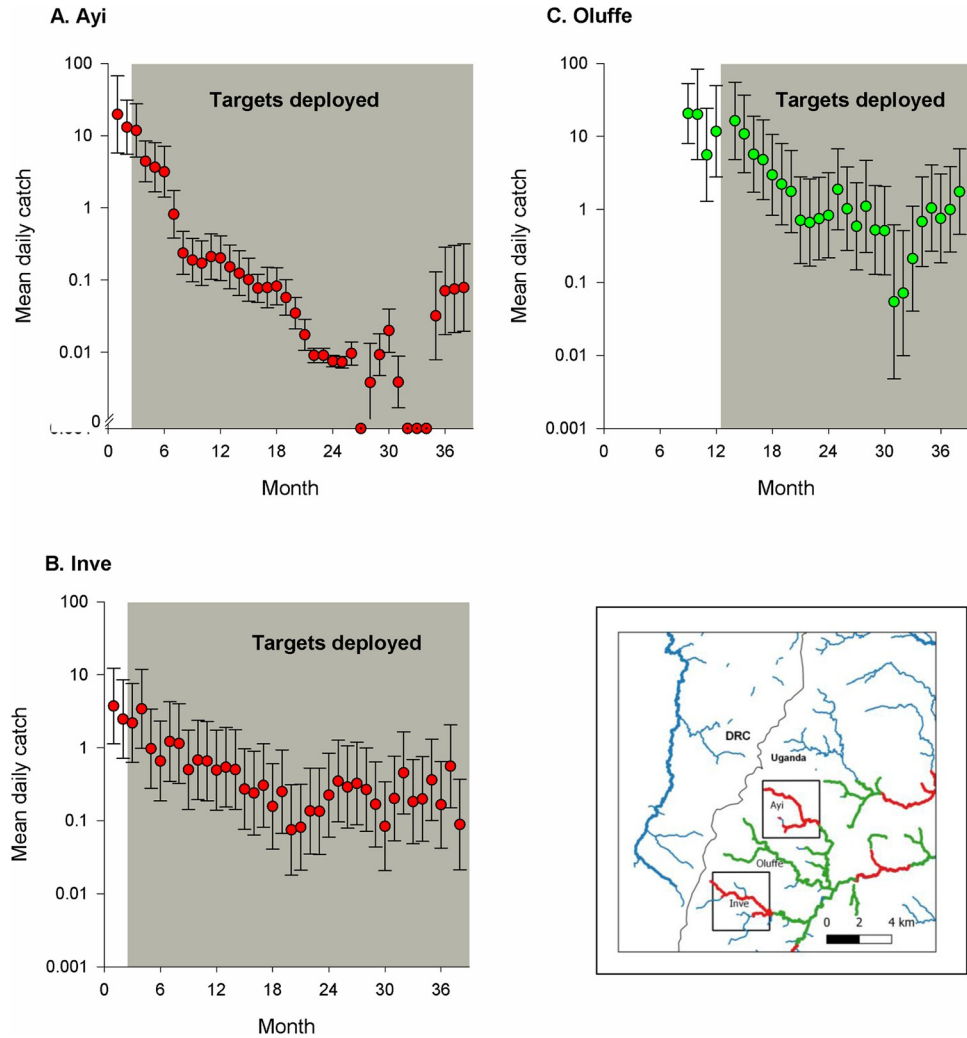 A. Ayi
100
10
1
0.1
0.01
0
Mean daily catch
Targets deployed
0 6 12 18 24 30 36
Month
C. Oluffe
100
10
1
0.1
0.01
0.001
Mean daily catch
Targets deployed
0 6 12 18 24 30 36
Month
B. Inve
100
10
1
0.1
0.01
0.001
Mean daily catch
Targets deployed
0 6 12 18 24 30 36
Month
DRC
Uganda
Ayi
Oluffe
Inve
0 2 4 km